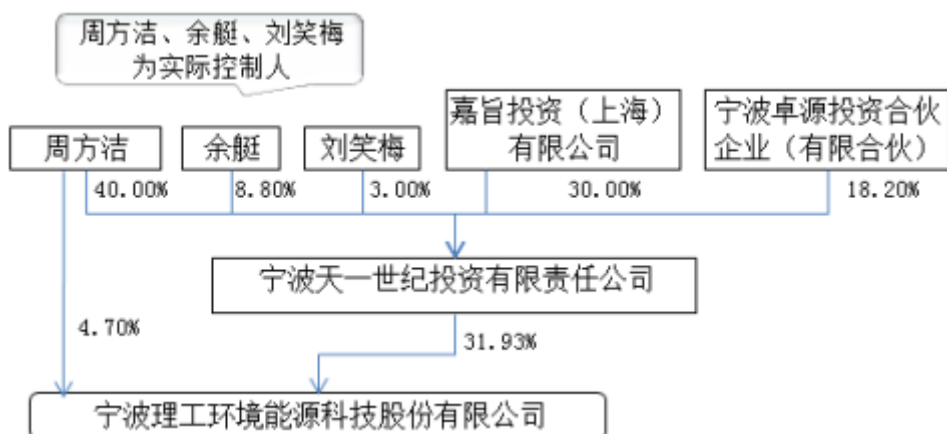 周方洁、余艇、刘笑梅
为实际控制人
周方洁
余艇
刘笑梅
嘉旨投资（上海）
有限公司
宁波卓源投资合伙
企业（有限合伙）
40.00%
8.80%
3.00%
30.00%
18.20%
宁波天一世纪投资有限责任公司
4.70%
31.93%
宁波理工环境能源科技股份有限公司